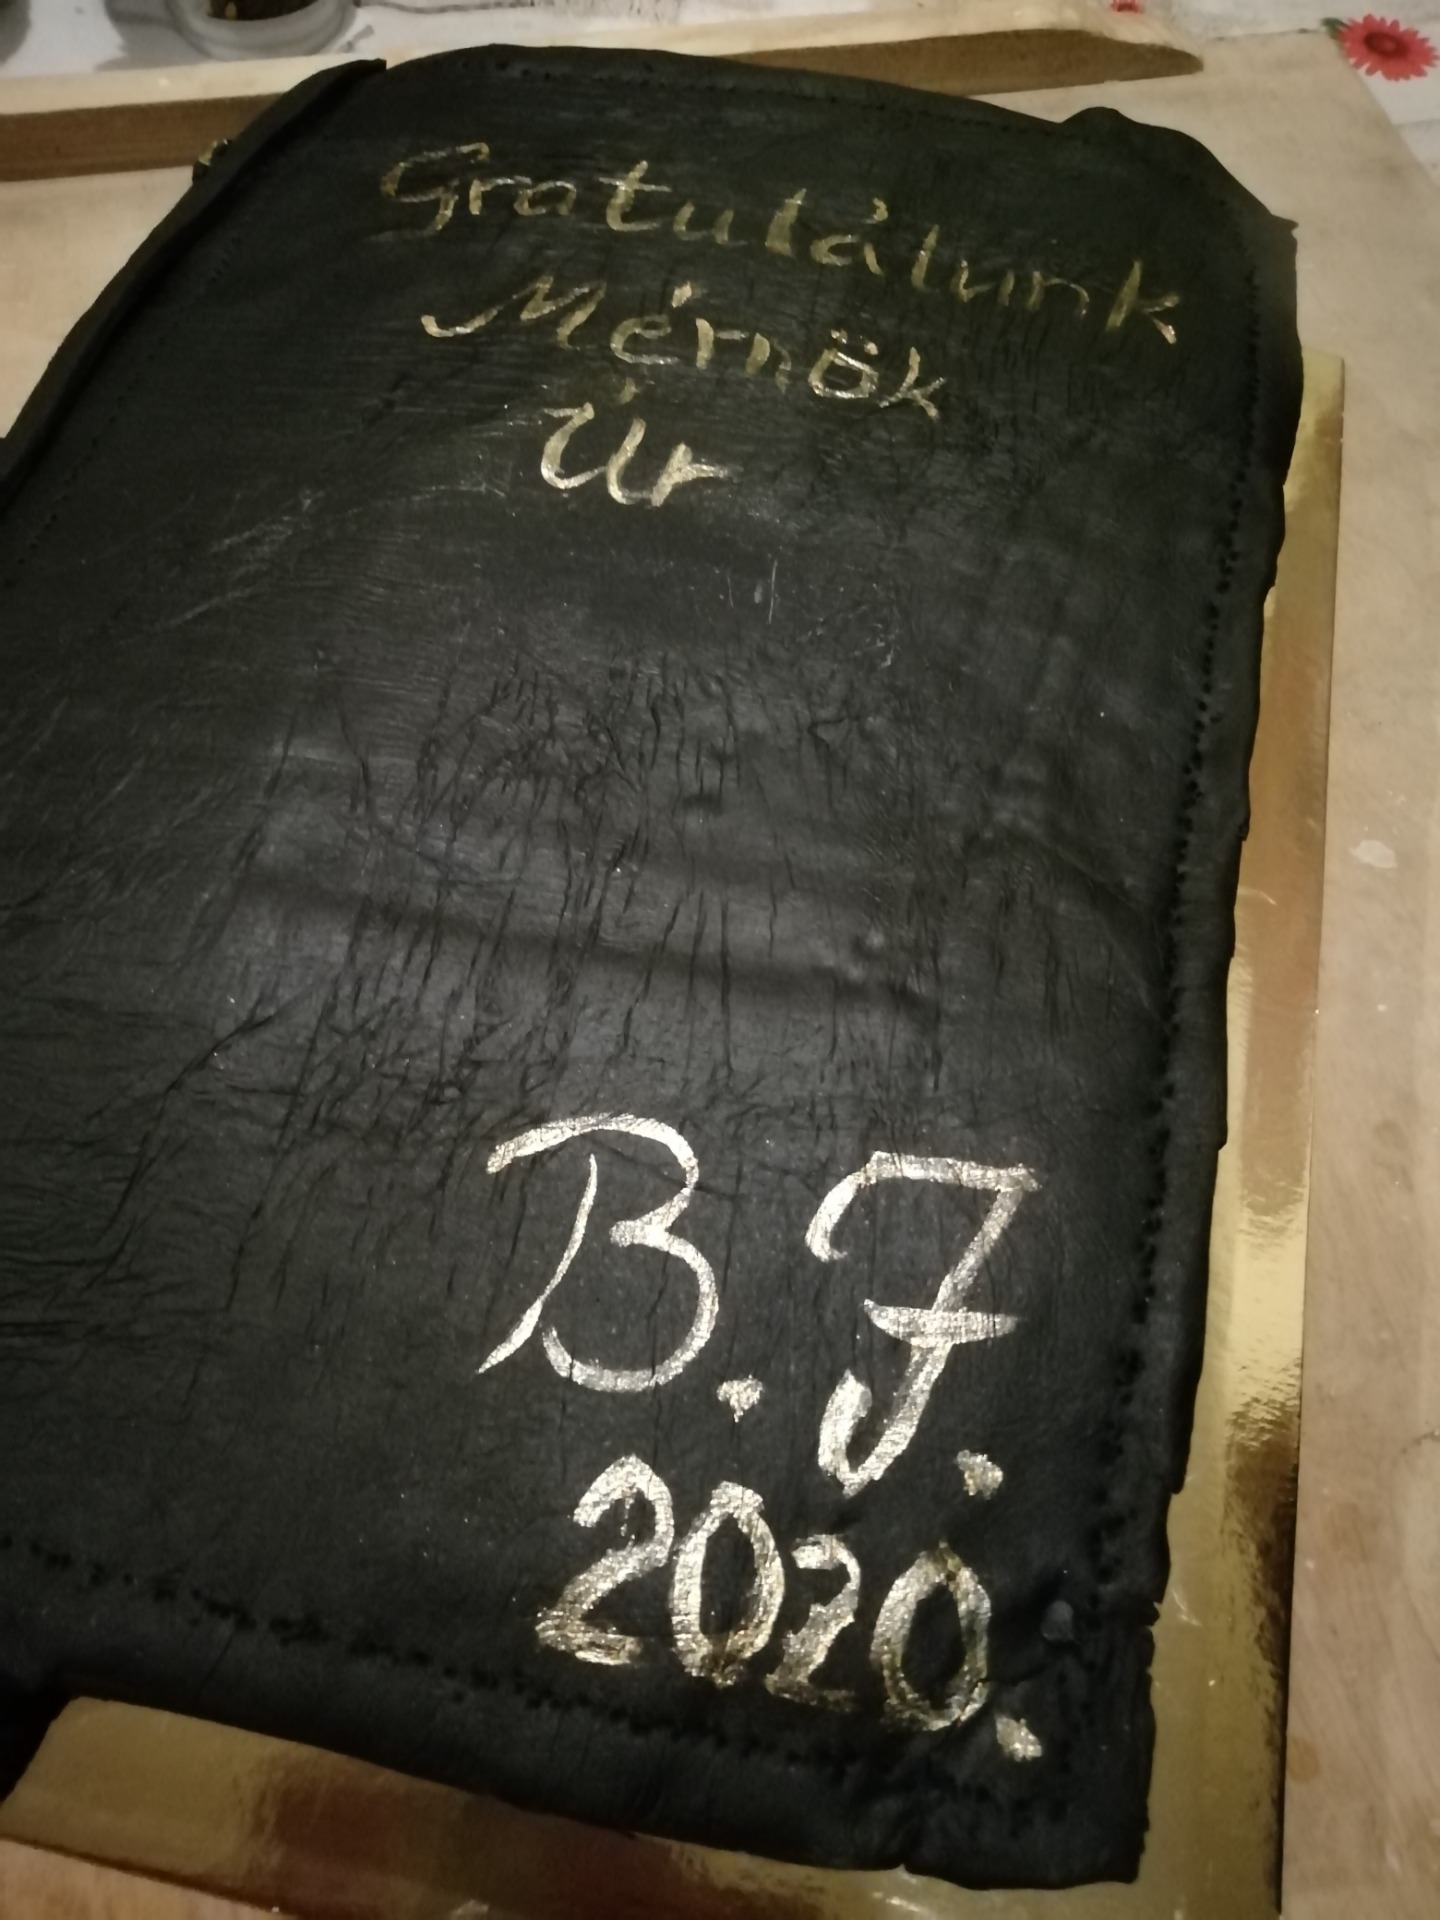 Gratulálunk
Mérnök
Úr
B. F.
2020.